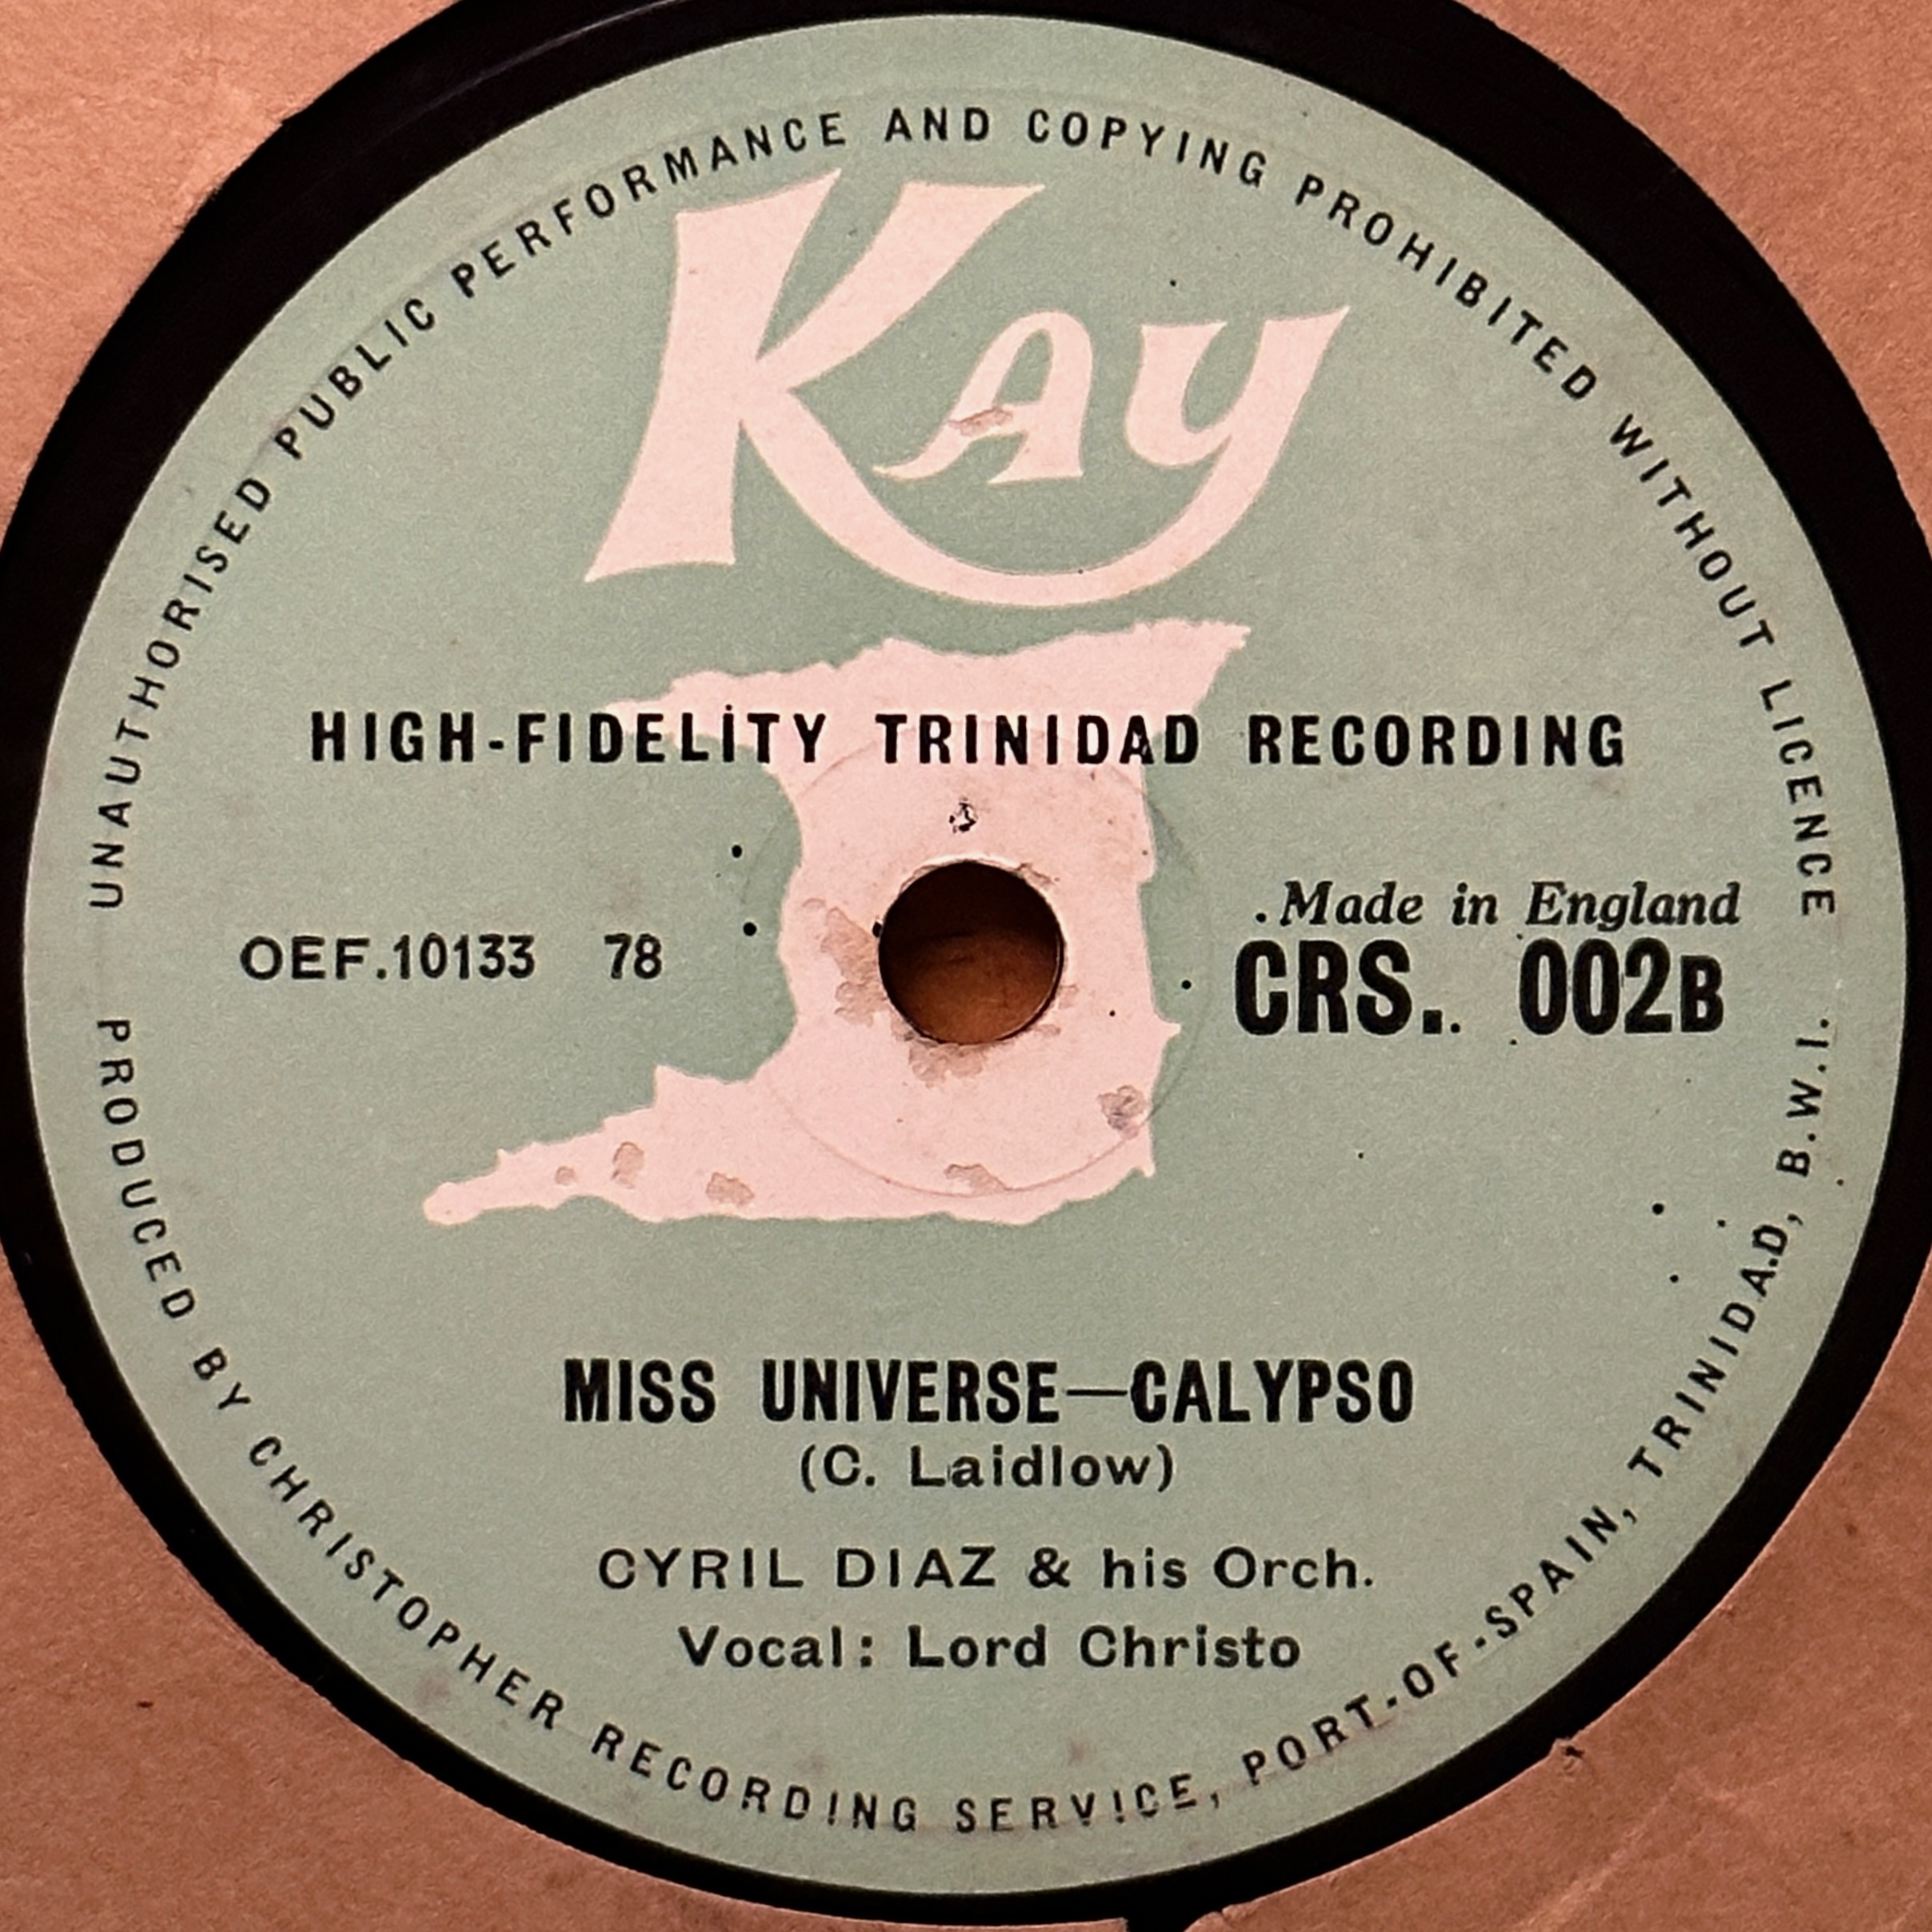 UNAUTHORISED PUBLIC PERFORMANCE AND COPYING PROHIBITED WITHOUT LICENCE
KAY
HIGH-FIDELITY TRINIDAD RECORDING
OEF.10133 78
Made in England
CRS. 002B
MISS UNIVERSE—CALYPSO
(C. Laidlow)
CYRIL DIAZ & his Orch.
Vocal: Lord Christo
PRODUCED BY CHRISTOPHER RECORDING SERVICE, PORT-OF-SPAIN, TRINIDAD, B.W.I.